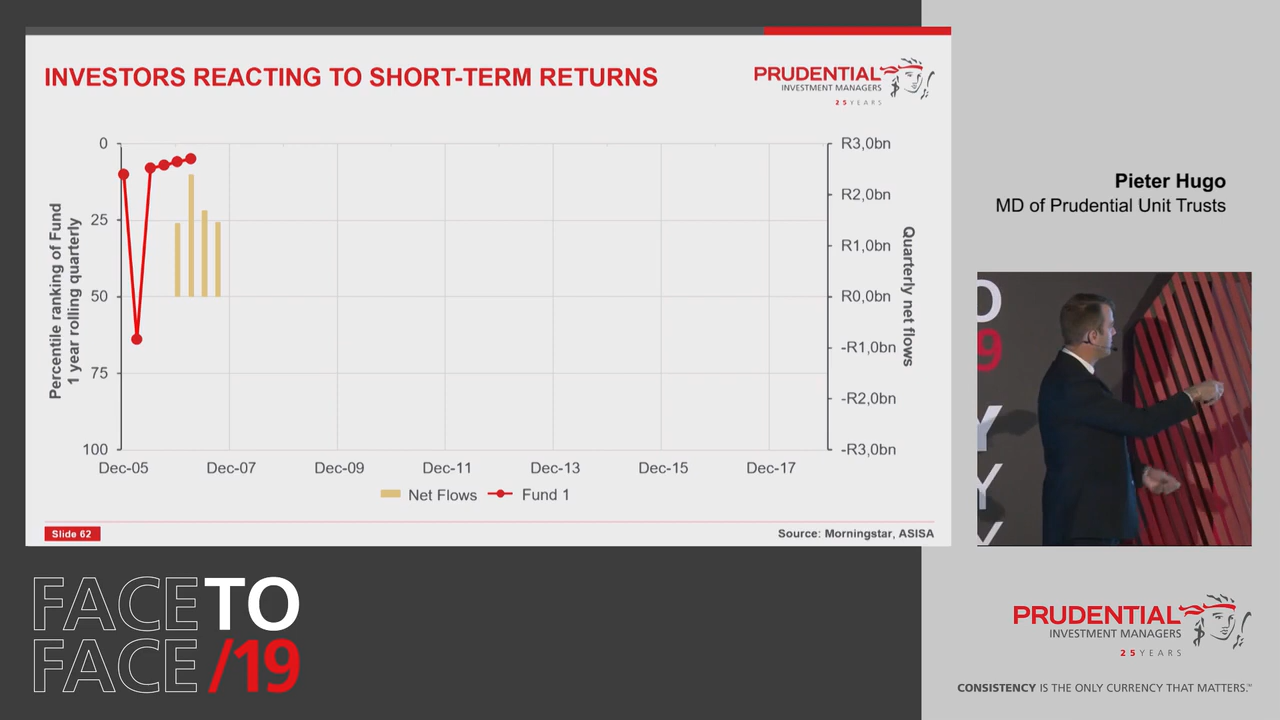 INVESTORS REACTING TO SHORT-TERM RETURNS
PRUDENTIAL
INVESTMENT MANAGERS
25 YEARS
Percentile ranking of Fund
1 year rolling quarterly
0
25
50
75
100
R3,0bn
R2,0bn
R1,0bn
R0,0bn
-R1,0bn
-R2,0bn
-R3,0bn
Quarterly net flows
Dec-05
Dec-07
Dec-09
Dec-11
Dec-13
Dec-15
Dec-17
Net Flows
Fund 1
Slide 62
Source: Morningstar, ASISA
Pieter Hugo
MD of Prudential Unit Trusts
O
9
Y
Y
Y
FACE TO
FACE /19
PRUDENTIAL
INVESTMENT MANAGERS
25 YEARS
CONSISTENCY IS THE ONLY CURRENCY THAT MATTERS.™